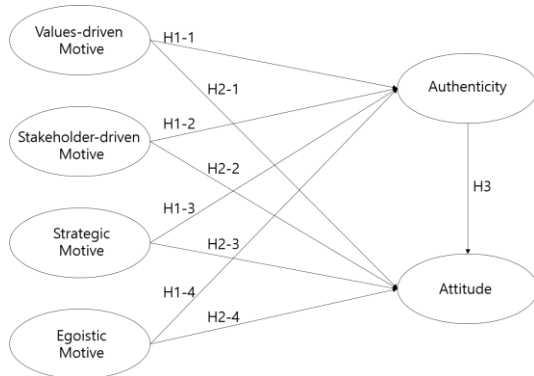 Values-driven
Motive
H1-1
H2-1
Authenticity
Stakeholder-driven
Motive
H1-2
H2-2
H3
Strategic
Motive
H1-3
H2-3
Attitude
Egoistic
Motive
H1-4
H2-4